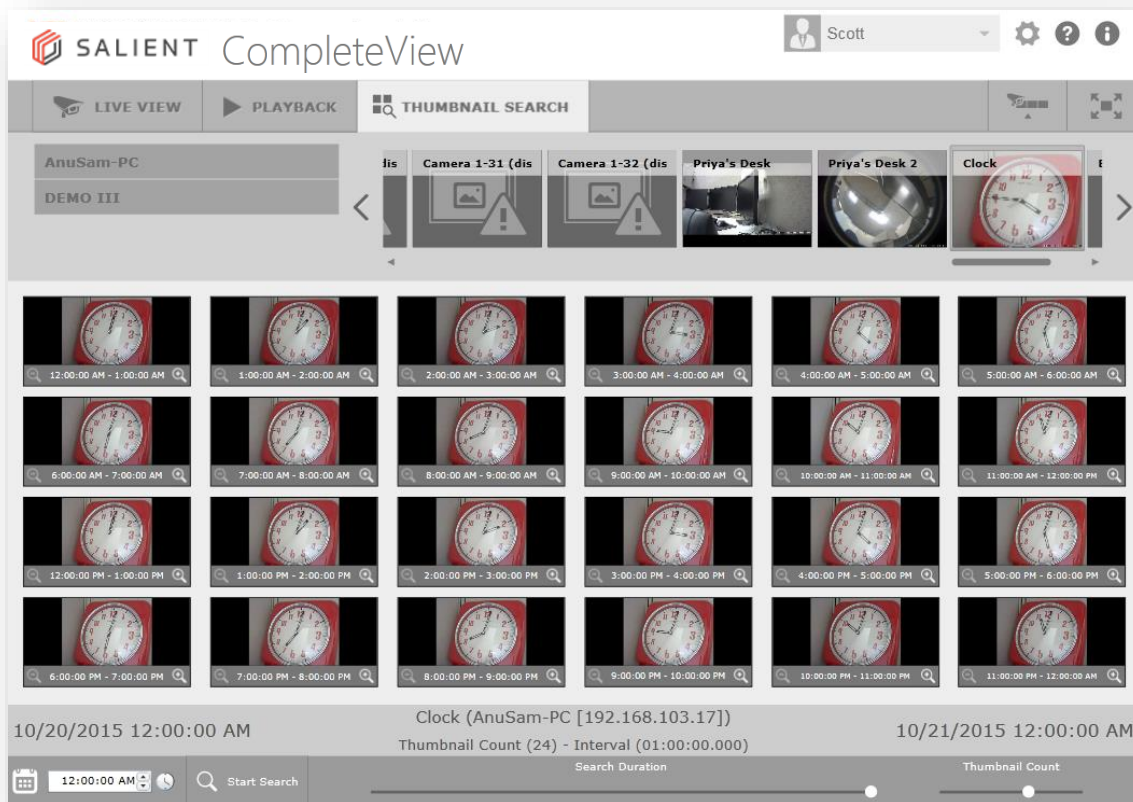 SALIENT CompleteView
Scott
LIVE VIEW PLAYBACK THUMBNAIL SEARCH
AnuSam-PC
DEMO III
dis Camera 1-31 (dis Camera 1-32 (dis Priya's Desk Priya's Desk 2 Clock
12:00:00 AM - 1:00:00 AM 1:00:00 AM - 2:00:00 AM 2:00:00 AM - 3:00:00 AM 3:00:00 AM - 4:00:00 AM 4:00:00 AM - 5:00:00 AM 5:00:00 AM - 6:00:00 AM
6:00:00 AM - 7:00:00 AM 7:00:00 AM - 8:00:00 AM 8:00:00 AM - 9:00:00 AM 9:00:00 AM - 10:00:00 AM 10:00:00 AM - 11:00:00 AM 11:00:00 AM - 12:00:00 PM
12:00:00 PM - 1:00:00 PM 1:00:00 PM - 2:00:00 PM 2:00:00 PM - 3:00:00 PM 3:00:00 PM - 4:00:00 PM 4:00:00 PM - 5:00:00 PM 5:00:00 PM - 6:00:00 PM
6:00:00 PM - 7:00:00 PM 7:00:00 PM - 8:00:00 PM 8:00:00 PM - 9:00:00 PM 9:00:00 PM - 10:00:00 PM 10:00:00 PM - 11:00:00 PM 11:00:00 PM - 12:00:00 AM
10/20/2015 12:00:00 AM Clock (AnuSam-PC [192.168.103.17]) 10/21/2015 12:00:00 AM
Thumbnail Count (24) - Interval (01:00:00.000)
Search Duration Thumbnail Count
12:00:00 AM Start Search